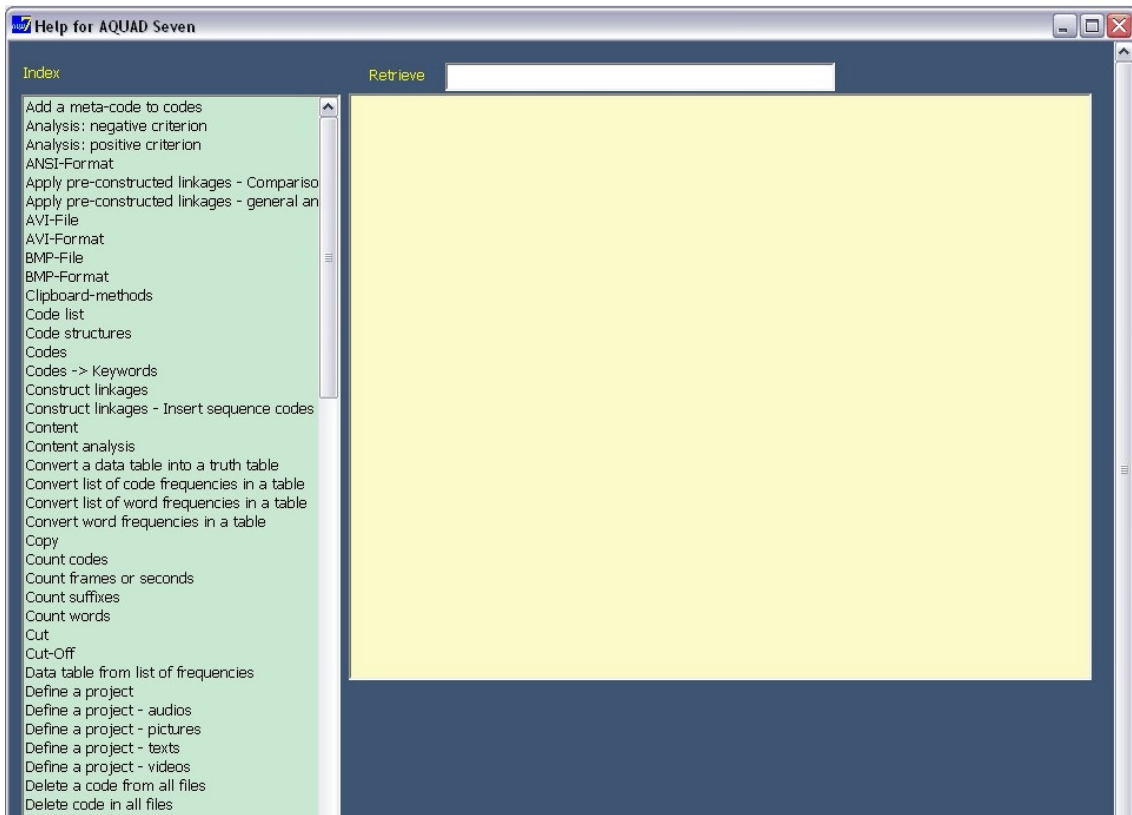 Help for AQUAD Seven
Index
Retrieve
Add a meta-code to codes
Analysis: negative criterion
Analysis: positive criterion
ANSI-Format
Apply pre-constructed linkages - Compariso
Apply pre-constructed linkages - general an
AVI-File
AVI-Format
BMP-File
BMP-Format
Clipboard-methods
Code list
Code structures
Codes
Codes -> Keywords
Construct linkages
Construct linkages - Insert sequence codes
Content
Content analysis
Convert a data table into a truth table
Convert list of code frequencies in a table
Convert list of word frequencies in a table
Convert word frequencies in a table
Copy
Count codes
Count frames or seconds
Count suffixes
Count words
Cut
Cut-Off
Data table from list of frequencies
Define a project
Define a project - audios
Define a project - pictures
Define a project - texts
Define a project - videos
Delete a code from all files
Delete code in all files